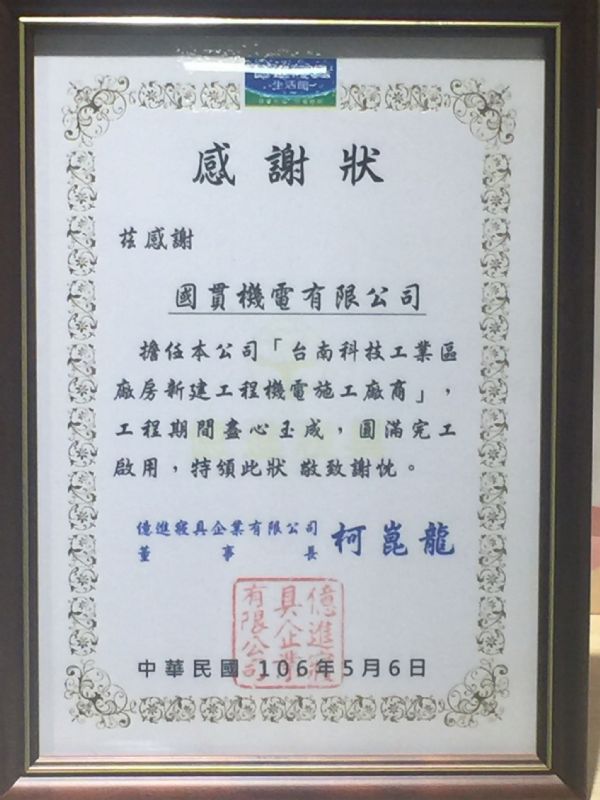 生活館
感謝狀
茲感謝
國貫機電有限公司
擔任本公司「台南科技工業區
廠房新建工程機電施工廠商」，
工程期間盡心玉成，圓滿完工
啟用，特頒此狀 敬致謝忱。
億進寢具企業有限公司
董事長 柯崑龍
億進寢
具企業
有限公司
中華民國 106年5月6日